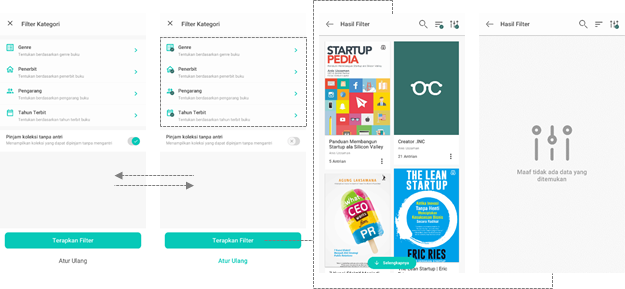 Filter Kategori
Genre
Temukan berdasarkan genre buku
Penerbit
Temukan berdasarkan penerbit buku
Pengarang
Temukan berdasarkan pengarang buku
Tahun Terbit
Temukan berdasarkan tahun terbit buku
Pinjam koleksi tanpa antri
Menampilkan koleksi yang dapat dipinjam tanpa mengantri
Terapkan Filter
Atur Ulang
Filter Kategori
Genre
Temukan berdasarkan genre buku
Penerbit
Temukan berdasarkan penerbit buku
Pengarang
Temukan berdasarkan pengarang buku
Tahun Terbit
Temukan berdasarkan tahun terbit buku
Pinjam koleksi tanpa antri
Menampilkan koleksi yang dapat dipinjam tanpa mengantri
Terapkan Filter
Atur Ulang
Hasil Filter
STARTUP
PEDIA
Panduan Membangun
Startup ala Silicon Valley
5 Antrian
Creator .INC
21 Antrian
What
CEO
PR
THE LEAN
STARTUP
ERIC
RIES
The Lean Startup | Eric
Selengkapnya
Hasil Filter
Maaf tidak ada data yang
ditemukan